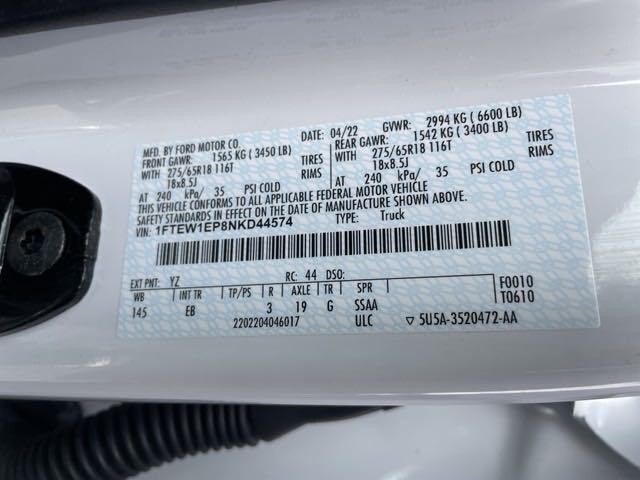 MFD. BY FORD MOTOR CO. 04/22 GVWR: 2994 KG ( 6600 LB)
FRONT GAWR: 1565 KG ( 3450 LB) REAR GAWR: 1542 KG ( 3400 LB)
WITH 275/65R18 116T TIRES WITH 275/65R18 116T TIRES
18x8.5J RIMS 18x8.5J RIMS
AT 240 kPa/ 35 PSI COLD AT 240 kPa/ 35 PSI COLD
THIS VEHICLE CONFORMS TO ALL APPLICABLE FEDERAL MOTOR VEHICLE
SAFETY STANDARDS IN EFFECT ON THE DATE OF MANUFACTURE SHOWN ABOVE.
VIN: 1FTEW1EP8NKD44574 TYPE: Truck
EXT PNT: YZ RC: 44 DSO: F0010
WB INT TR TP/PS R AXLE TR SPR T0610
145 EB 3 19 G SSAA
2202204046017 ULC ▽ 5U5A-3520472-AA